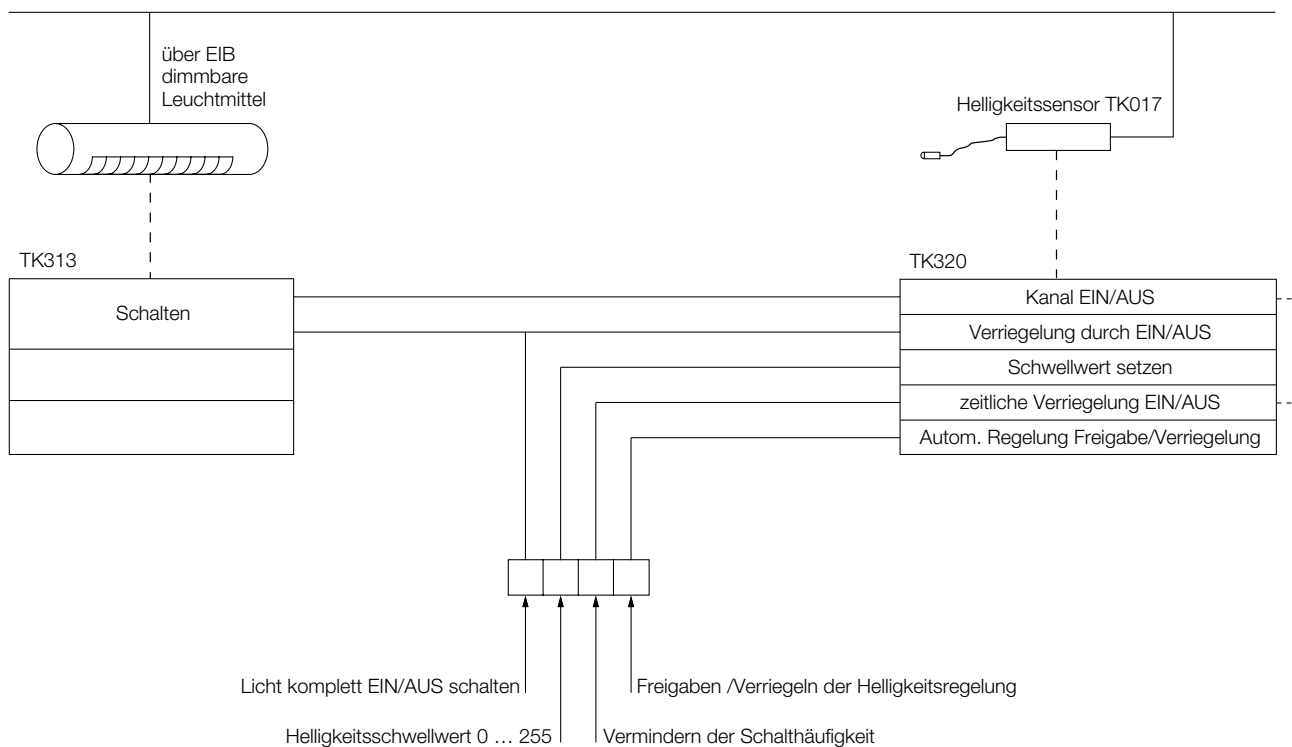 über EIB
dimmbare
Leuchtmittel
Helligkeitssensor TK017
TK313
TK320
Schalten
Kanal EIN/AUS
Verriegelung durch EIN/AUS
Schwellwert setzen
zeitliche Verriegelung EIN/AUS
Autom. Regelung Freigabe/Verriegelung
Licht komplett EIN/AUS schalten
Freigaben /Verriegeln der Helligkeitsregelung
Helligkeitsschwellwert 0 … 255
Vermindern der Schalthäufigkeit